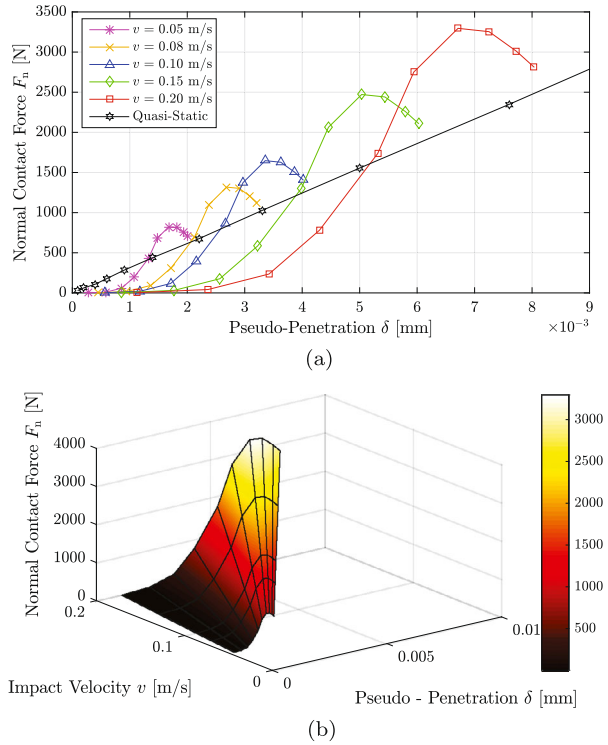 3500
3000
2500
2000
1500
1000
500
0
Normal Contact Force Fₙ [N]
v = 0.05 m/s
v = 0.08 m/s
v = 0.10 m/s
v = 0.15 m/s
v = 0.20 m/s
Quasi-Static
0 1 2 3 4 5 6 7 8 9
Pseudo-Penetration δ [mm]
×10⁻³
(a)
Normal Contact Force Fₙ [N]
4000
3000
2000
1000
0
0.2
0.1
0
Impact Velocity v [m/s]
0
0.005
0.01
Pseudo - Penetration δ [mm]
3000
2500
2000
1500
1000
500
(b)